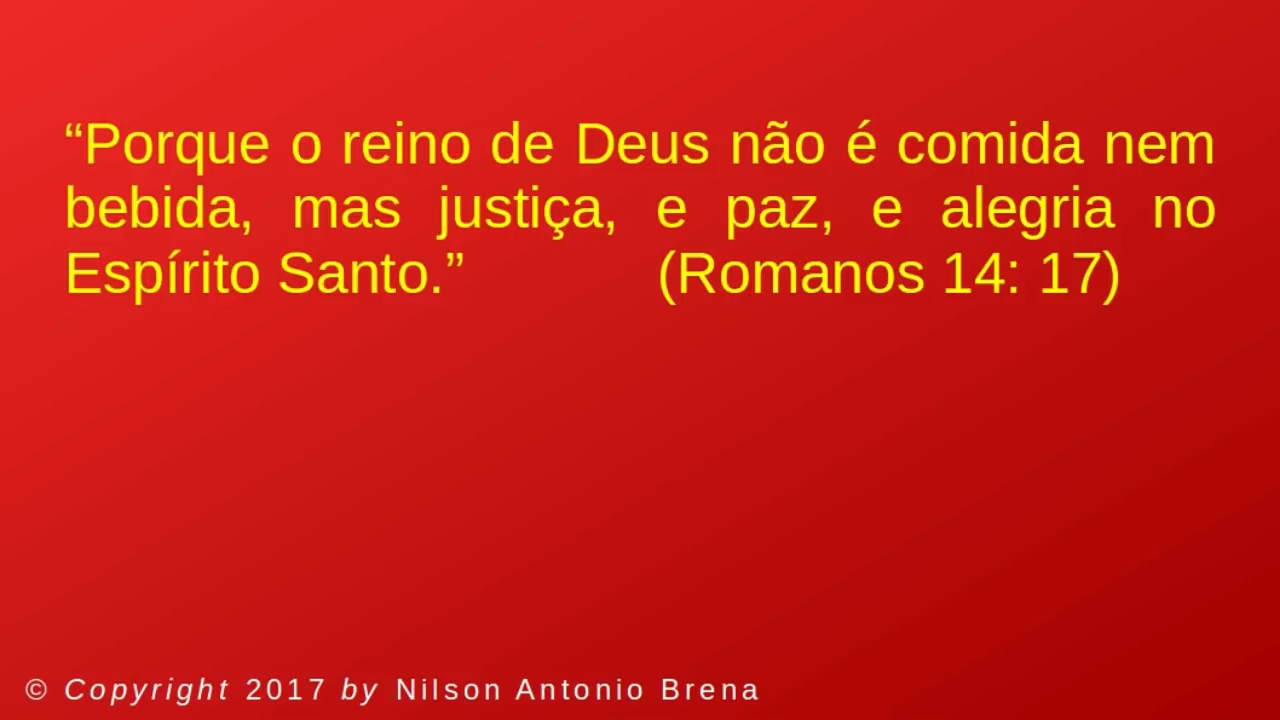 “Porque o reino de Deus não é comida nem
bebida, mas justiça, e paz, e alegria no
Espírito Santo.” (Romanos 14: 17)
© Copyright 2017 by Nilson Antonio Brena